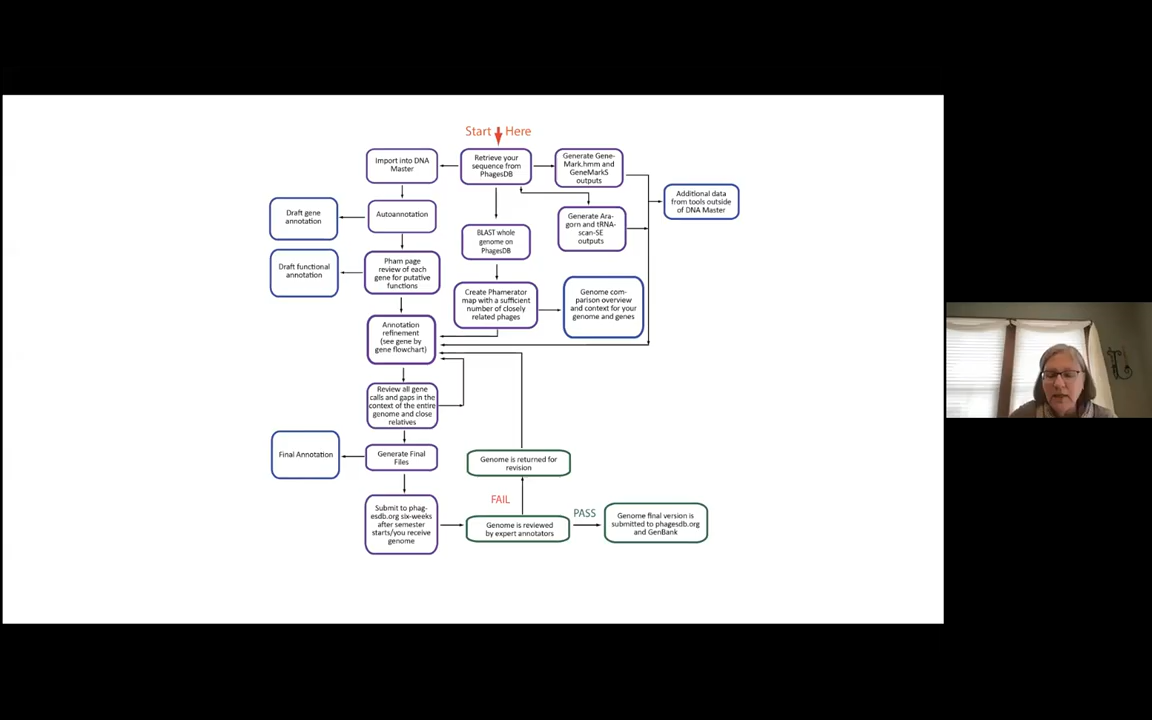 Start Here
Import into DNA
Master
Retrieve your
sequence from
PhagesDB
Generate Gene-
Mark.hmm and
GeneMarkS
outputs
Additional data
from tools outside
of DNA Master
Draft gene
annotation
Autoannotation
BLAST whole
genome on
PhagesDB
Generate Ara-
gorn and tRNA-
scan-SE
outputs
Draft functional
annotation
Pham page
review of each
gene for putative
functions
Create Phamerator
map with a sufficient
number of closely
related phages
Genome com-
parison overview
and context for your
genome and genes
Annotation
refinement
(see gene by
gene flowchart)
Review all gene
calls and gaps in the
context of the entire
genome and close
relatives
Final Annotation
Generate Final
Files
Genome is returned for
revision
FAIL
Submit to phag-
esdb.org six-weeks
after semester
starts/you receive
genome
Genome is reviewed
by expert annotators
PASS
Genome final version is
submitted to phagesdb.org
and GenBank